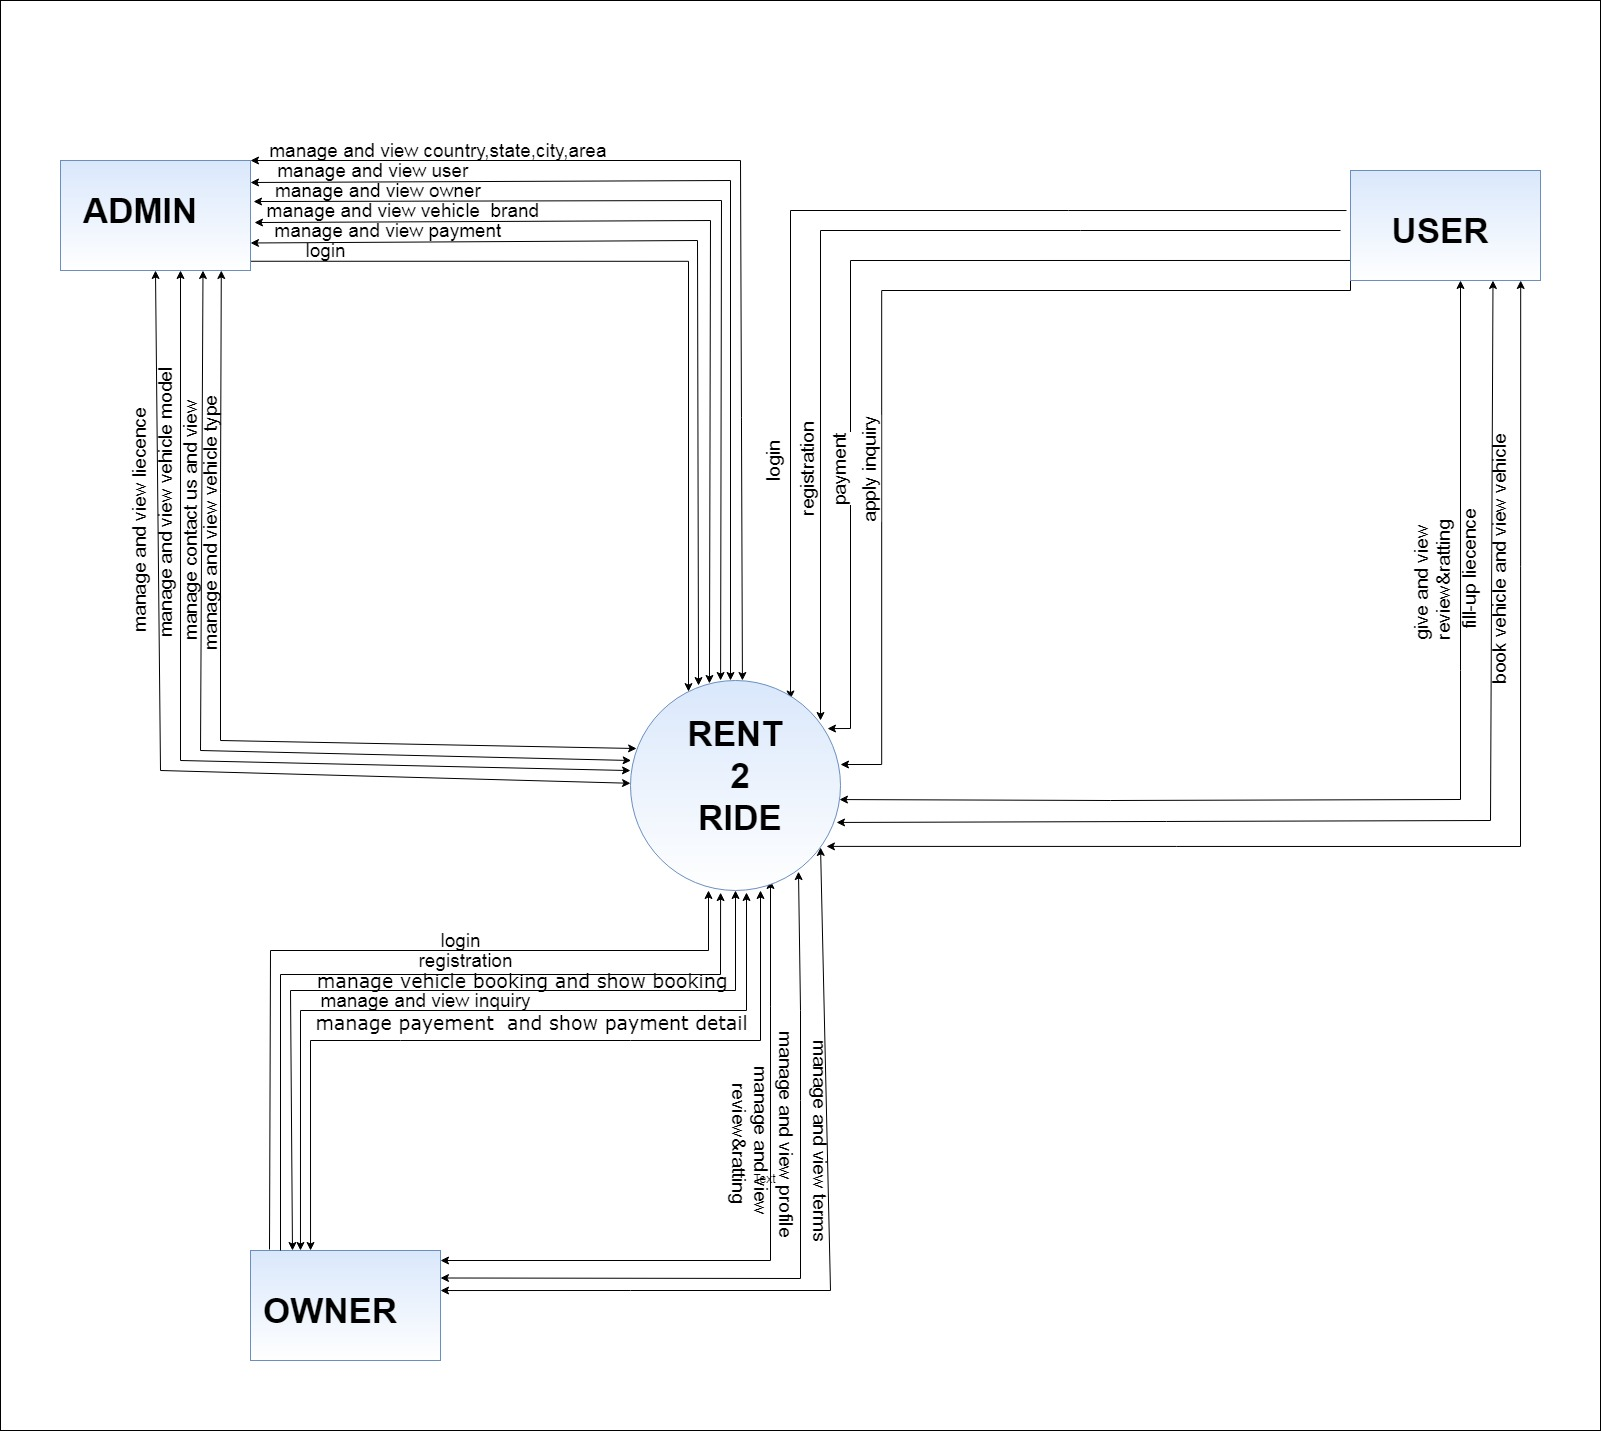 manage and view country,state,city,area
manage and view user
manage and view owner
manage and view vehicle  brand
manage and view payment
login
ADMIN
USER
manage and view liecence
manage and view vehicle model
manage contact us and view
manage and view vehicle type
login
registration
payment
apply inquiry
give and view
review&ratting
fill-up liecence
book vehicle and view vehicle
RENT
2
RIDE
login
registration
manage vehicle booking and show booking
manage and view inquiry
manage payement  and show payment detail
manage and view terms
manage and view profile
manage and view
review&ratting
Text
OWNER